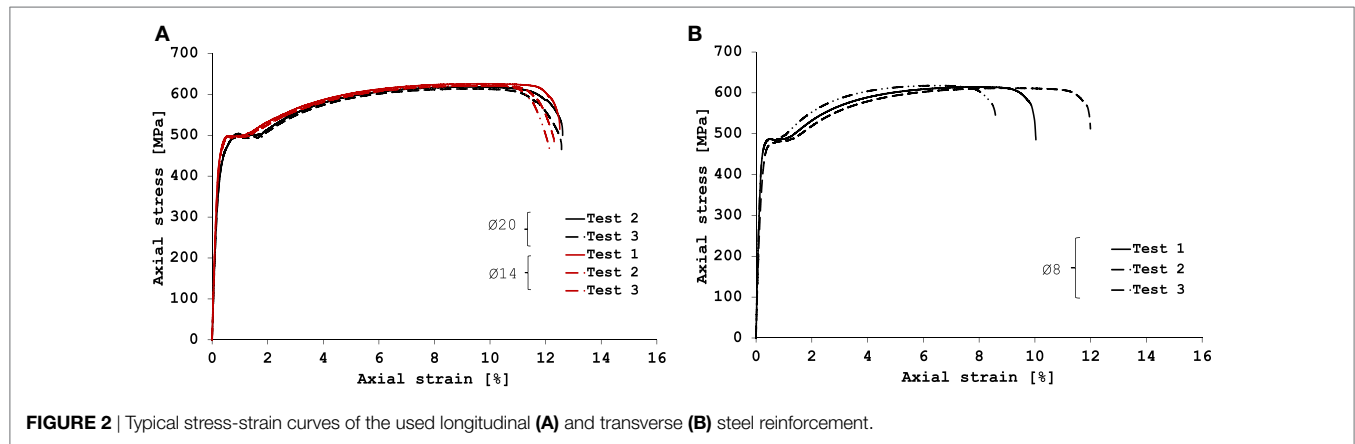 A
700
600
500
400
300
200
100
0
Axial stress [MPa]
0 2 4 6 8 10 12 14 16
Axial strain [%]
Ø20
Test 2
Test 3
Ø14
Test 1
Test 2
Test 3
B
700
600
500
400
300
200
100
0
Axial stress [MPa]
0 2 4 6 8 10 12 14 16
Axial strain [%]
Ø8
Test 1
Test 2
Test 3
FIGURE 2 | Typical stress-strain curves of the used longitudinal (A) and transverse (B) steel reinforcement.